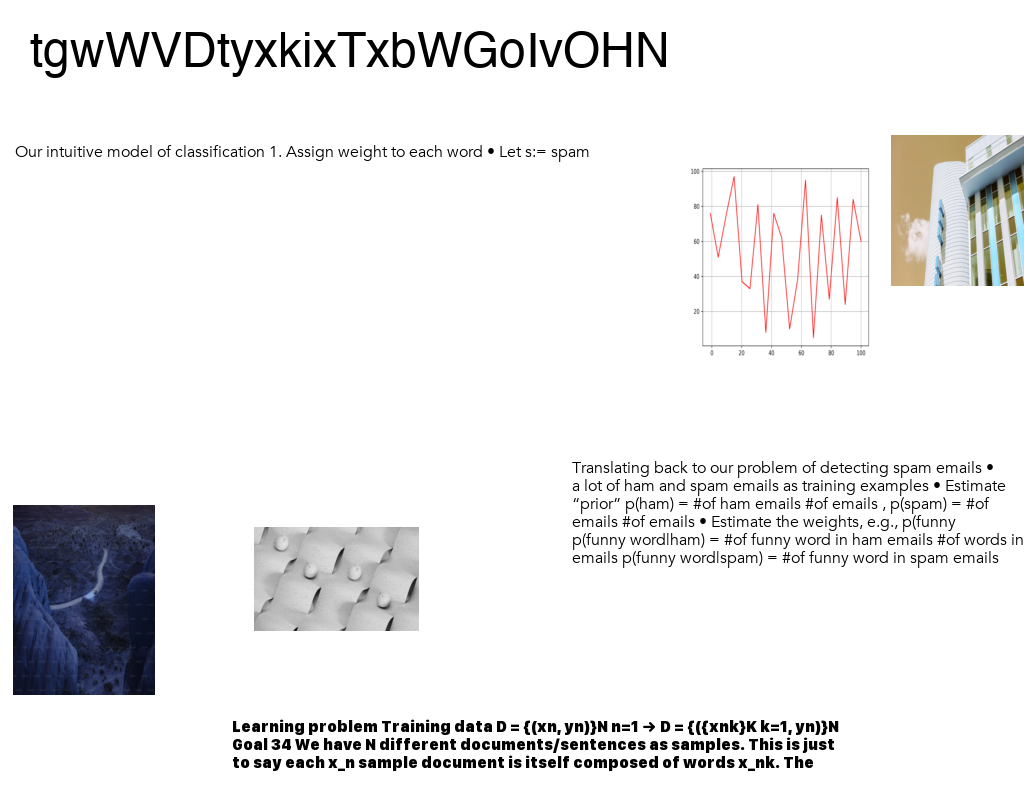 tgwWVDtyxkixTxbWGoIvOHN
Our intuitive model of classification 1. Assign weight to each word • Let s:= spam
100
80
60
40
20
0 20 40 60 80 100
Translating back to our problem of detecting spam emails •
a lot of ham and spam emails as training examples • Estimate
“prior” p(ham) = #of ham emails #of emails , p(spam) = #of
emails #of emails • Estimate the weights, e.g., p(funny
p(funny word|ham) = #of funny word in ham emails #of words in
emails p(funny word|spam) = #of funny word in spam emails
Learning problem Training data D = {(xn, yn)}N n=1 → D = {({xnk}K k=1, yn)}N
Goal 34 We have N different documents/sentences as samples. This is just
to say each x_n sample document is itself composed of words x_nk. The